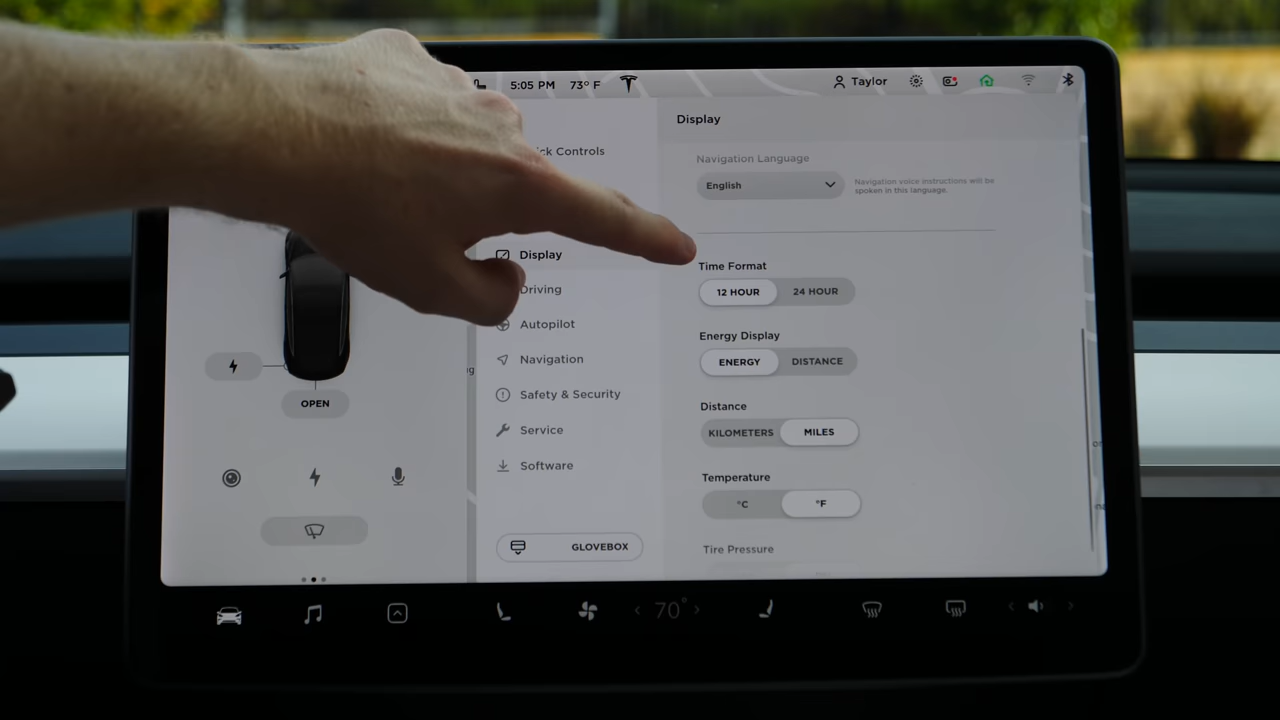 5:05 PM 73° F
Taylor
Display
Controls
Navigation Language
English
Navigation voice instructions will be
spoken in this language.
Display
Driving
Autopilot
Navigation
Safety & Security
Service
Software
GLOVEBOX
Time Format
12 HOUR 24 HOUR
Energy Display
ENERGY DISTANCE
Distance
KILOMETERS MILES
Temperature
°C °F
Tire Pressure
OPEN
70°